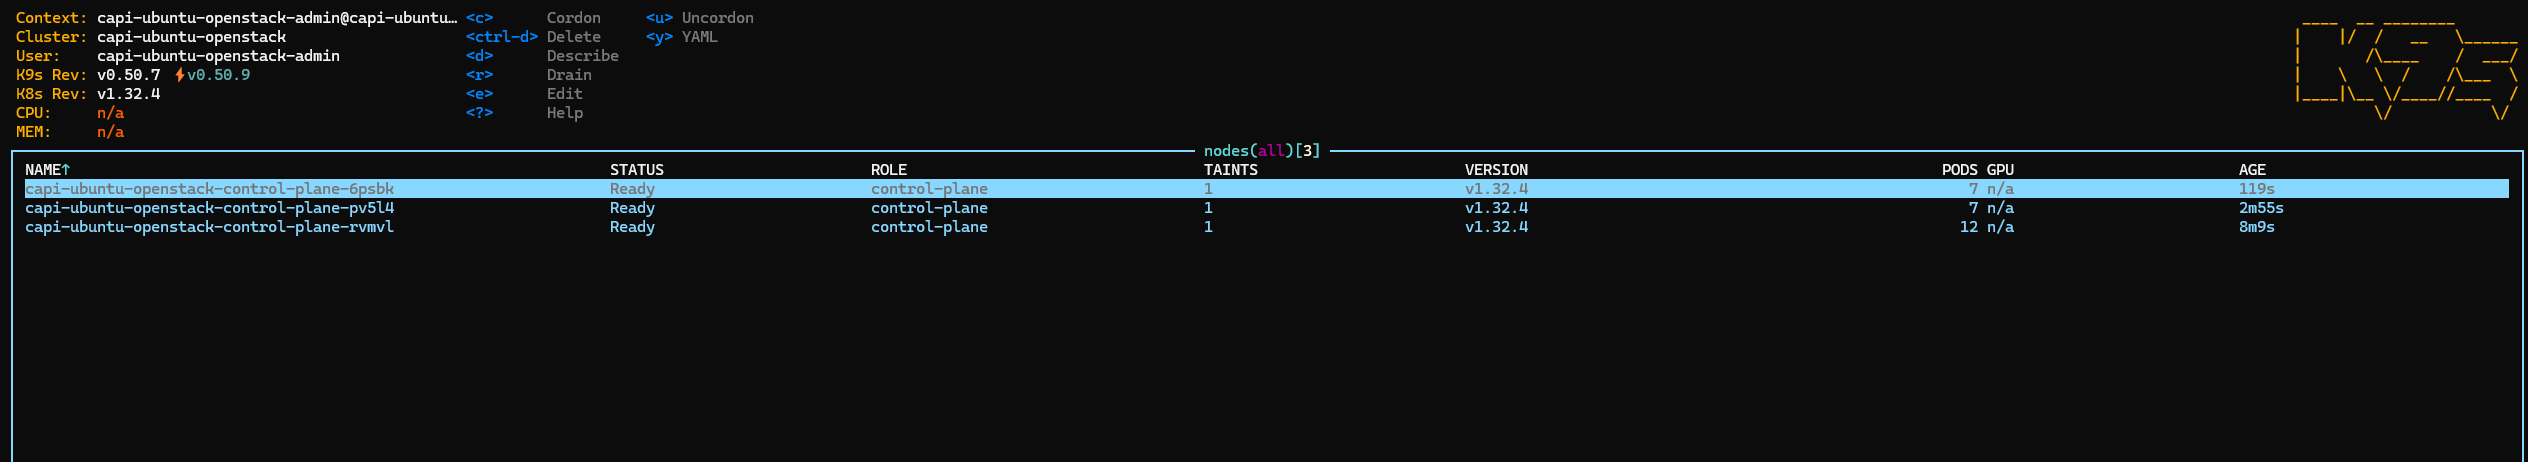 Context: capi-ubuntu-openstack-admin@capi-ubuntu… <c> Cordon <u> Uncordon
Cluster: capi-ubuntu-openstack <ctrl-d> Delete <y> YAML
User: capi-ubuntu-openstack-admin <d> Describe
K9s Rev: v0.50.7 ⚡v0.50.9 <r> Drain
K8s Rev: v1.32.4 <e> Edit
CPU: n/a <?> Help
MEM: n/a
nodes(all)[3]
NAME↑ STATUS ROLE TAINTS VERSION PODS GPU AGE
capi-ubuntu-openstack-control-plane-6psbk Ready control-plane 1 v1.32.4 7 n/a 119s
capi-ubuntu-openstack-control-plane-pv5l4 Ready control-plane 1 v1.32.4 7 n/a 2m55s
capi-ubuntu-openstack-control-plane-rvmvl Ready control-plane 1 v1.32.4 12 n/a 8m9s